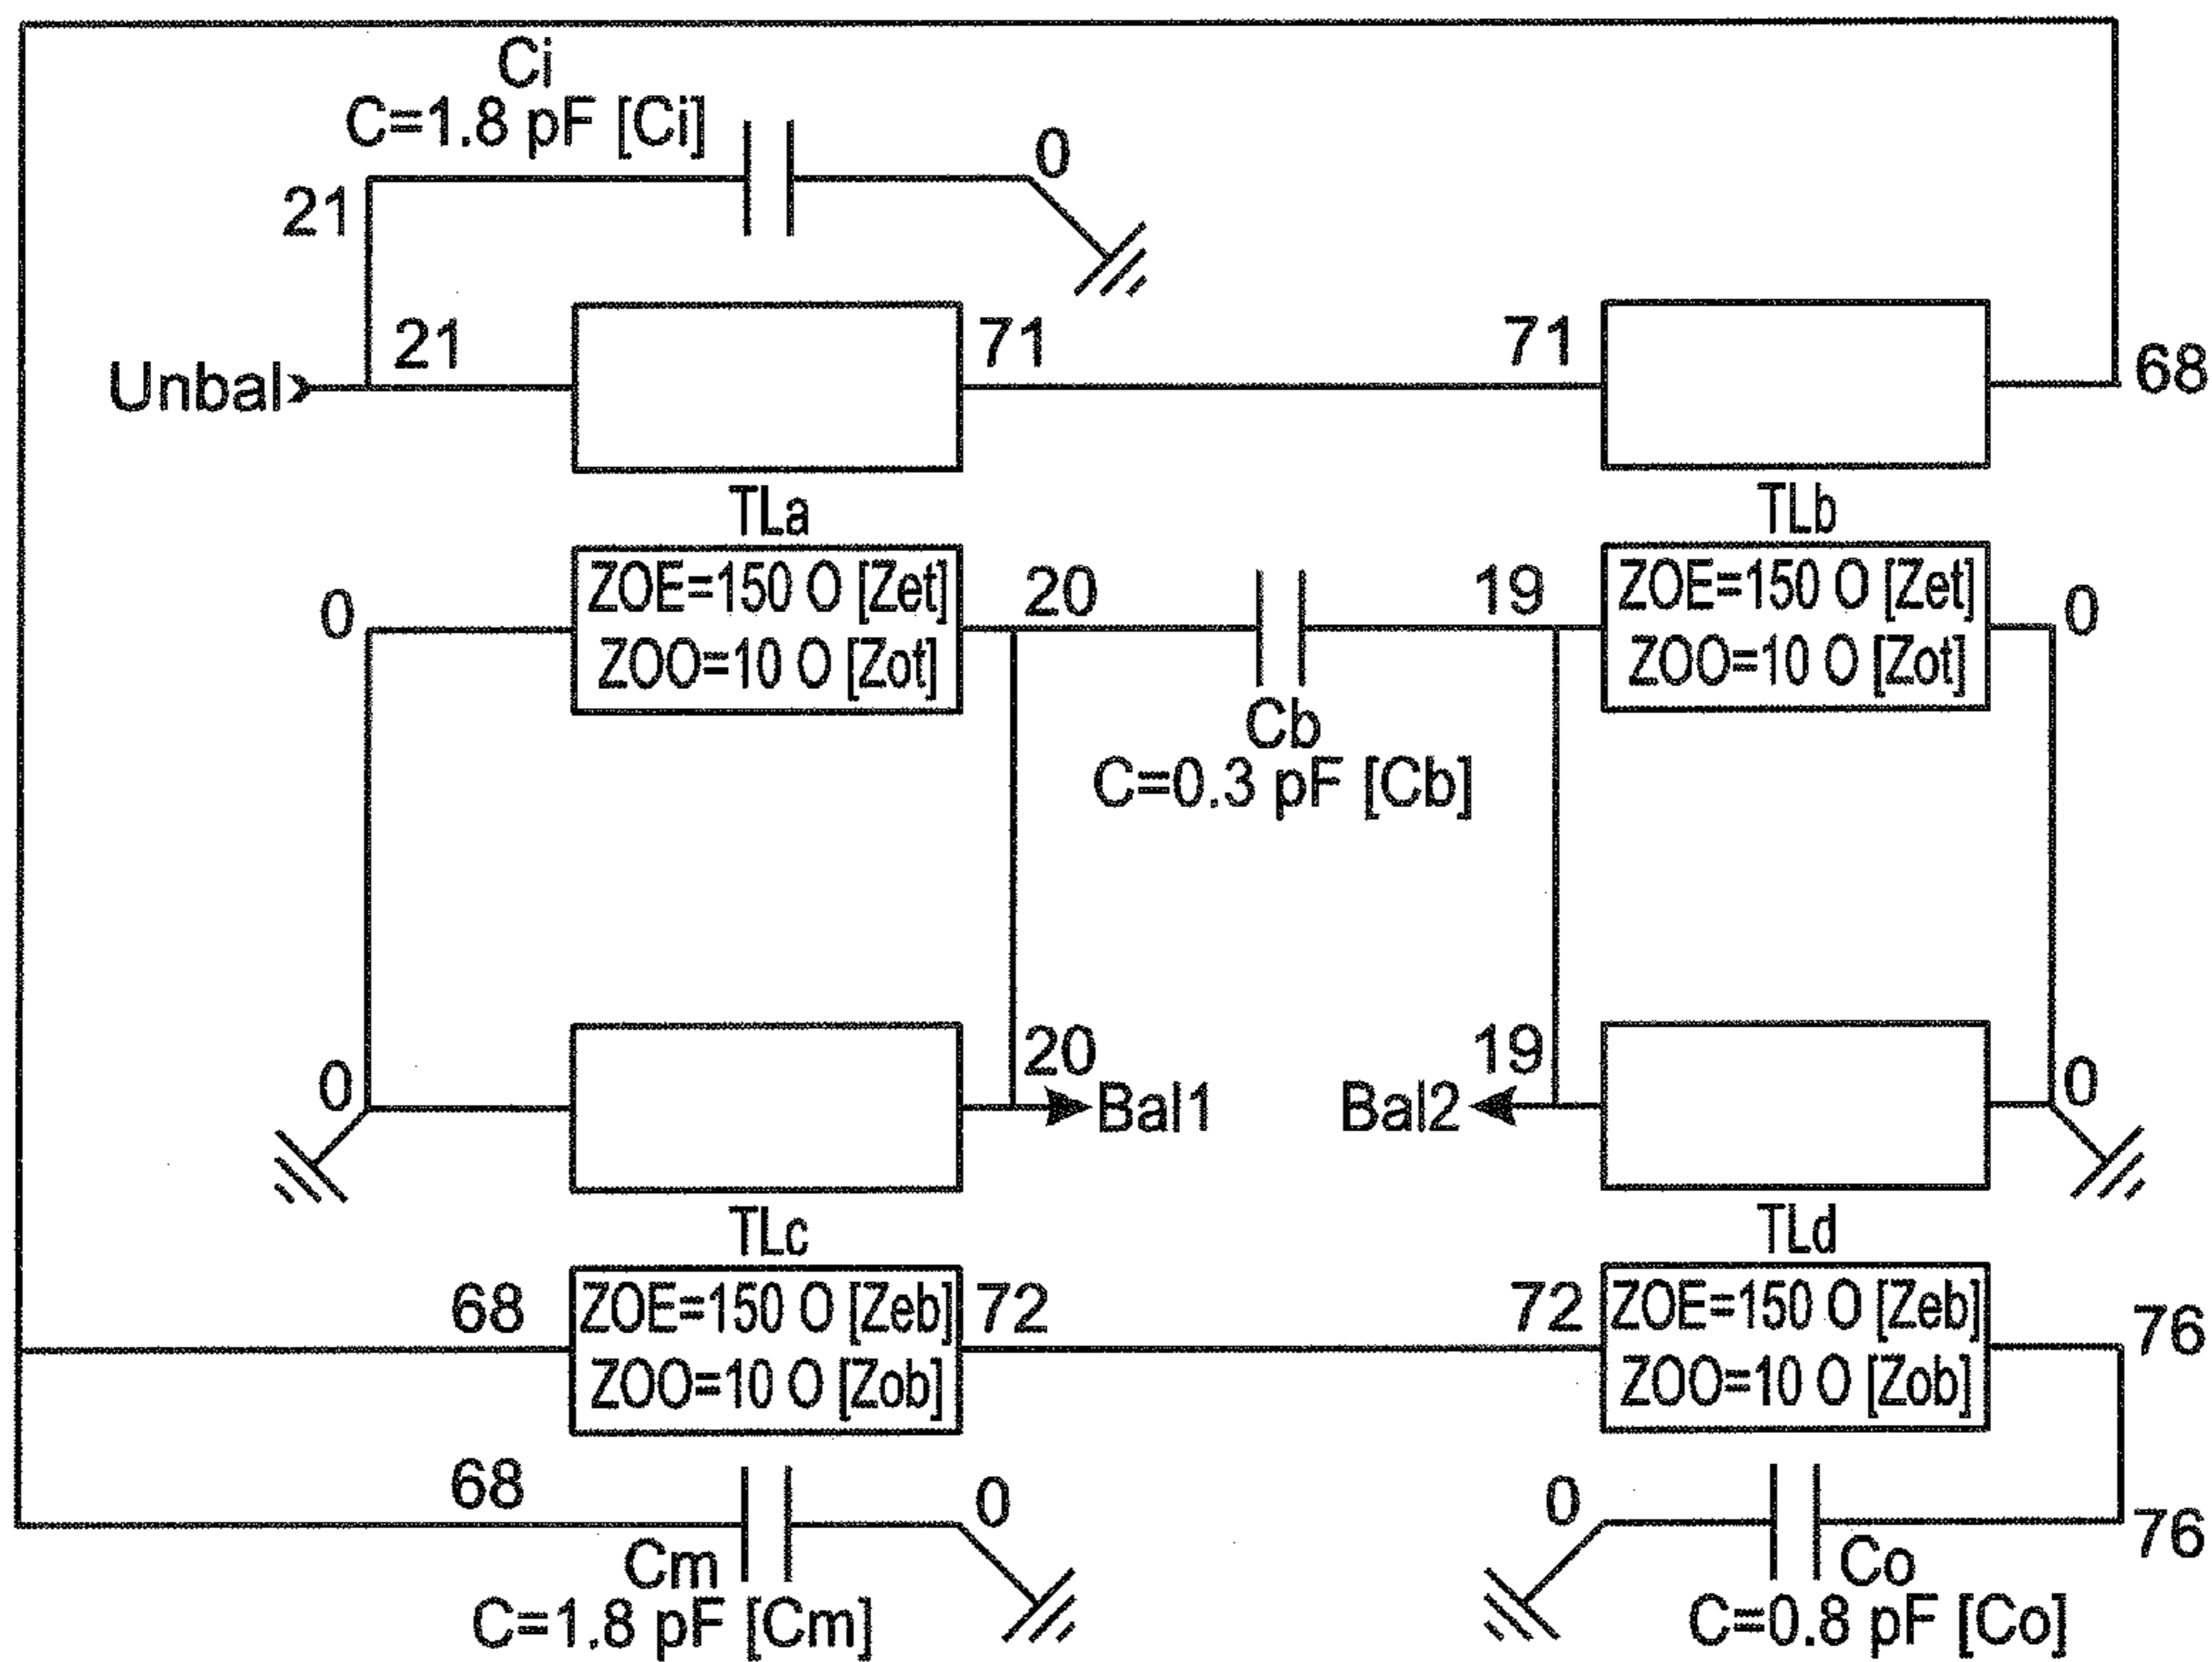 Ci
C=1.8 pF [Ci]
0
21
21
71
71
68
Unbal
TLa
TLb
0
ZOE=150 O [Zet]
ZOO=10 O [Zot]
20
19
ZOE=150 O [Zet]
ZOO=10 O [Zot]
0
Cb
C=0.3 pF [Cb]
0
20
19
0
Bal1
Bal2
TLc
TLd
68
ZOE=150 O [Zeb]
ZOO=10 O [Zob]
72
72
ZOE=150 O [Zeb]
ZOO=10 O [Zob]
76
68
0
0
76
Cm
C=1.8 pF [Cm]
Co
C=0.8 pF [Co]